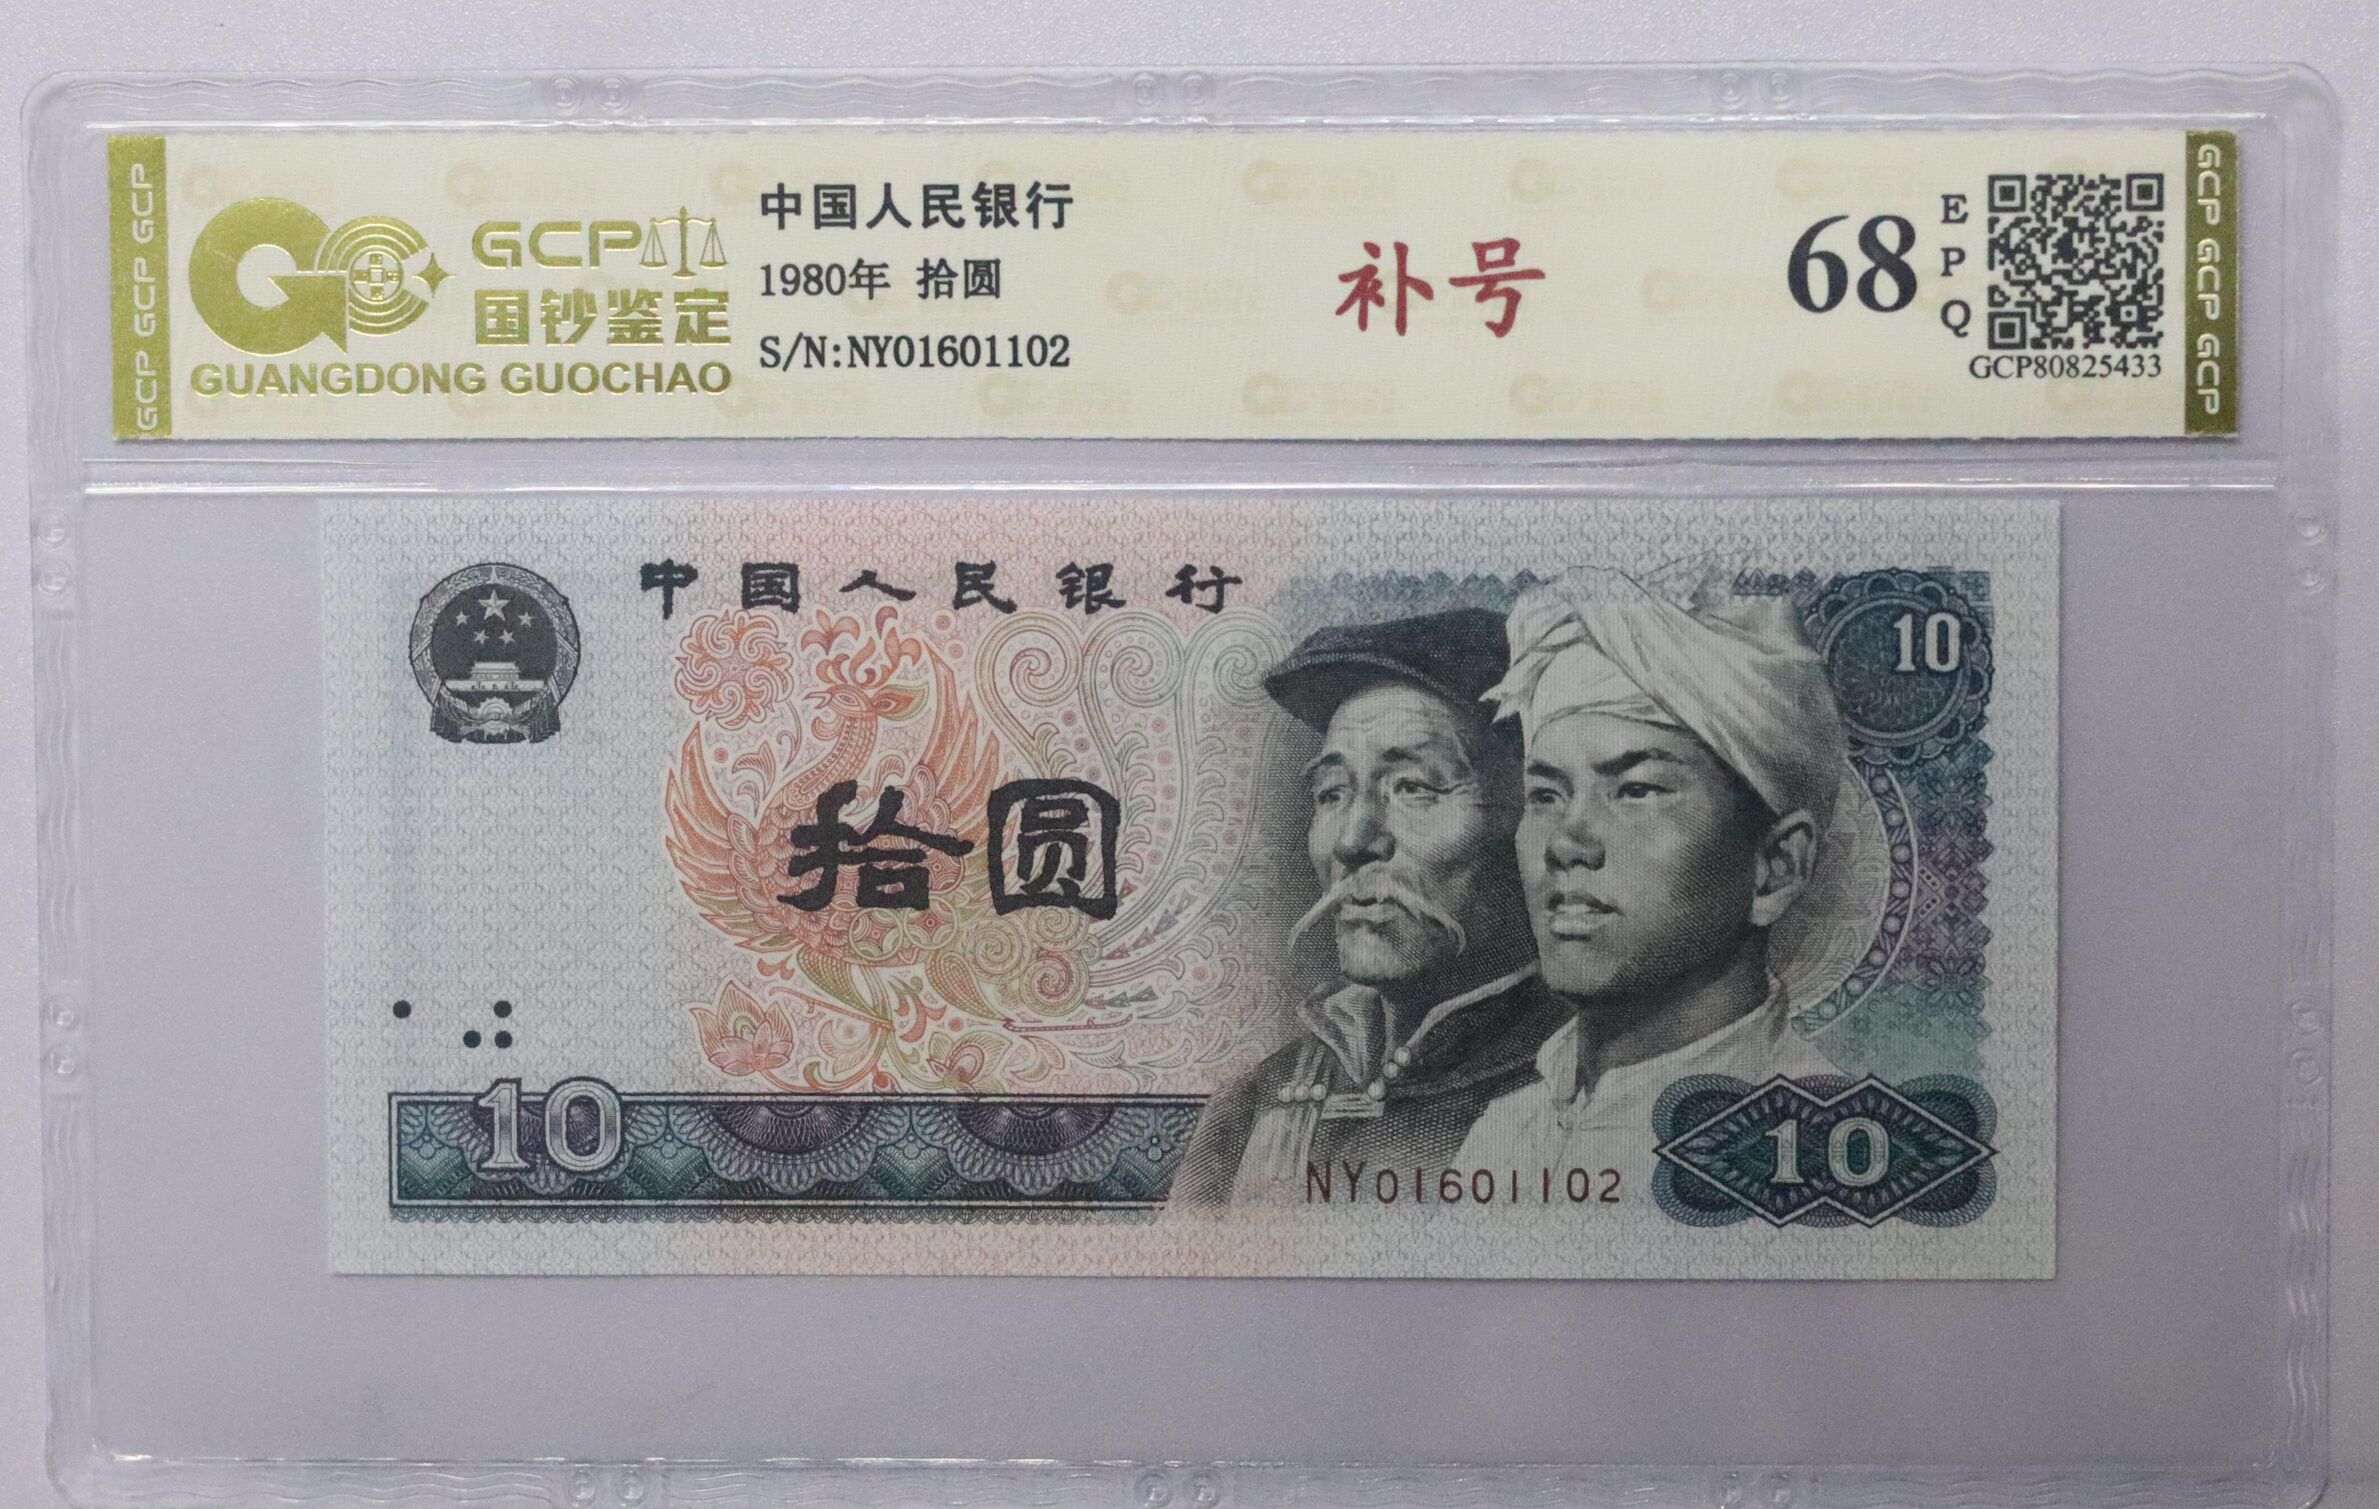 GCP GCP GCP
GCP
国钞鉴定
GUANGDONG GUOCHAO
中国人民银行
1980年 拾圆
S/N:NY01601102
补号
68
EPQ
GCP80825433
GCP GCP GCP
中国人民银行
10
拾圆
10
NY01601102
10